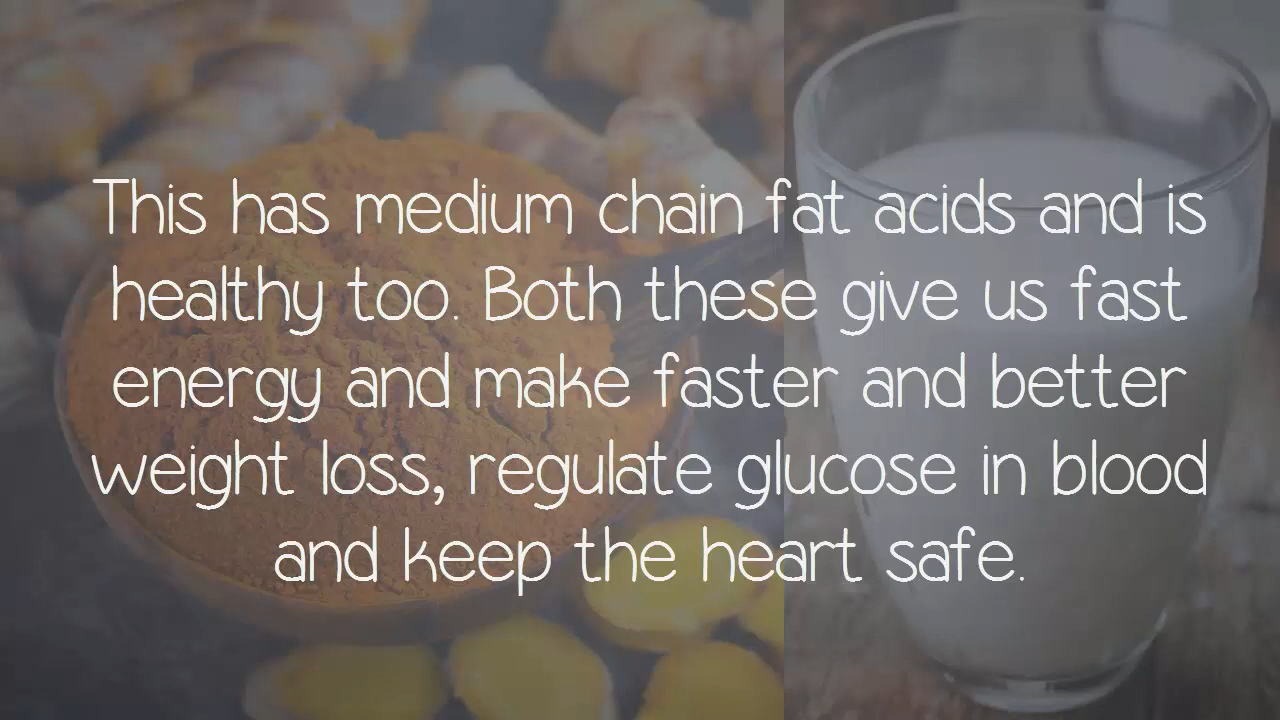 This has medium chain fat acids and is
healthy too. Both these give us fast
energy and make faster and better
weight loss, regulate glucose in blood
and keep the heart safe.